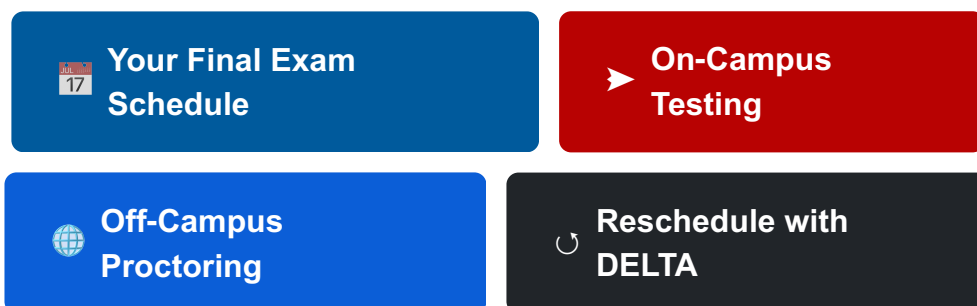 Your Final Exam
Schedule
On-Campus
Testing
JUL
17
Off-Campus
Proctoring
Reschedule with
DELTA